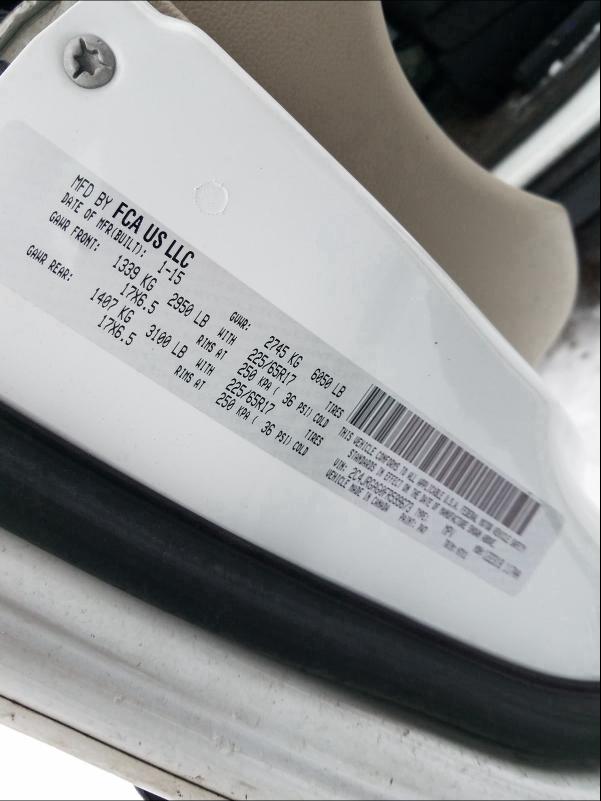 MFD BY FCA US LLC
DATE OF MFR(BUILT): 1-15
GVWR: 2745 KG 6050 LB
GAWR FRONT: 1339 KG 2950 LB WITH 225/65R17 TIRES
17X6.5 RIMS AT 250 KPA ( 36 PSI) COLD
GAWR REAR: 1407 KG 3100 LB WITH 225/65R17 TIRES
17X6.5 RIMS AT 250 KPA ( 36 PSI) COLD
THIS VEHICLE CONFORMS TO ALL APPLICABLE U.S.A. FEDERAL MOTOR VEHICLE SAFETY
STANDARDS IN EFFECT ON THE DATE OF MANUFACTURE SHOWN ABOVE
VIN: TYPE: MPV
VEHICLE MADE IN CANADA PAINT: